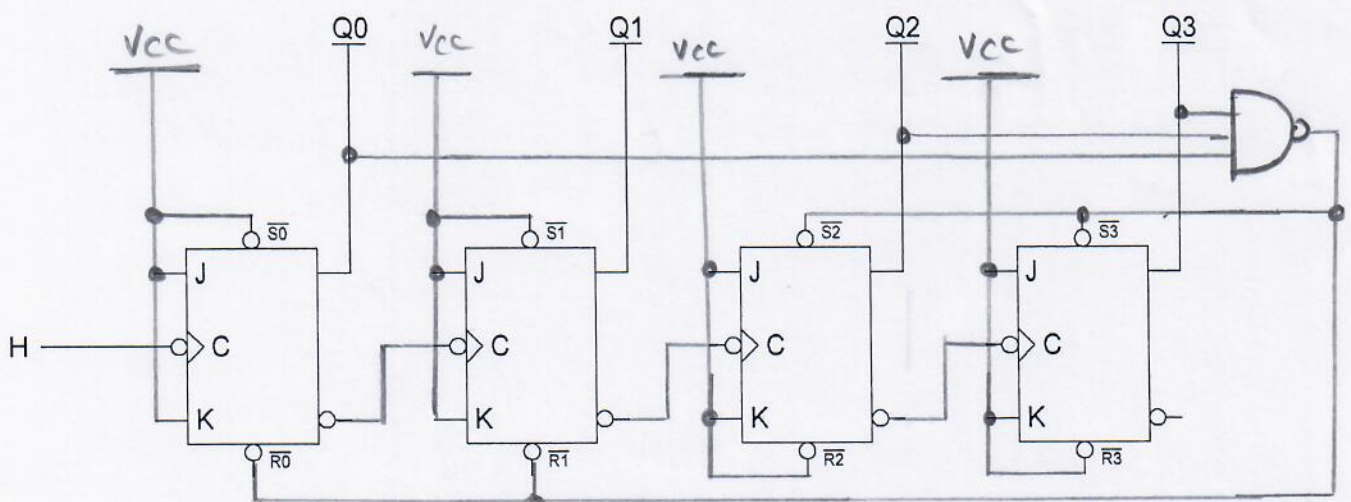 Vcc Q0 Vcc Q1 Vcc Q2 Vcc Q3
S0 S1 S2 S3
J J J J
H C C C C
K K K K
R0 R1 R2 R3